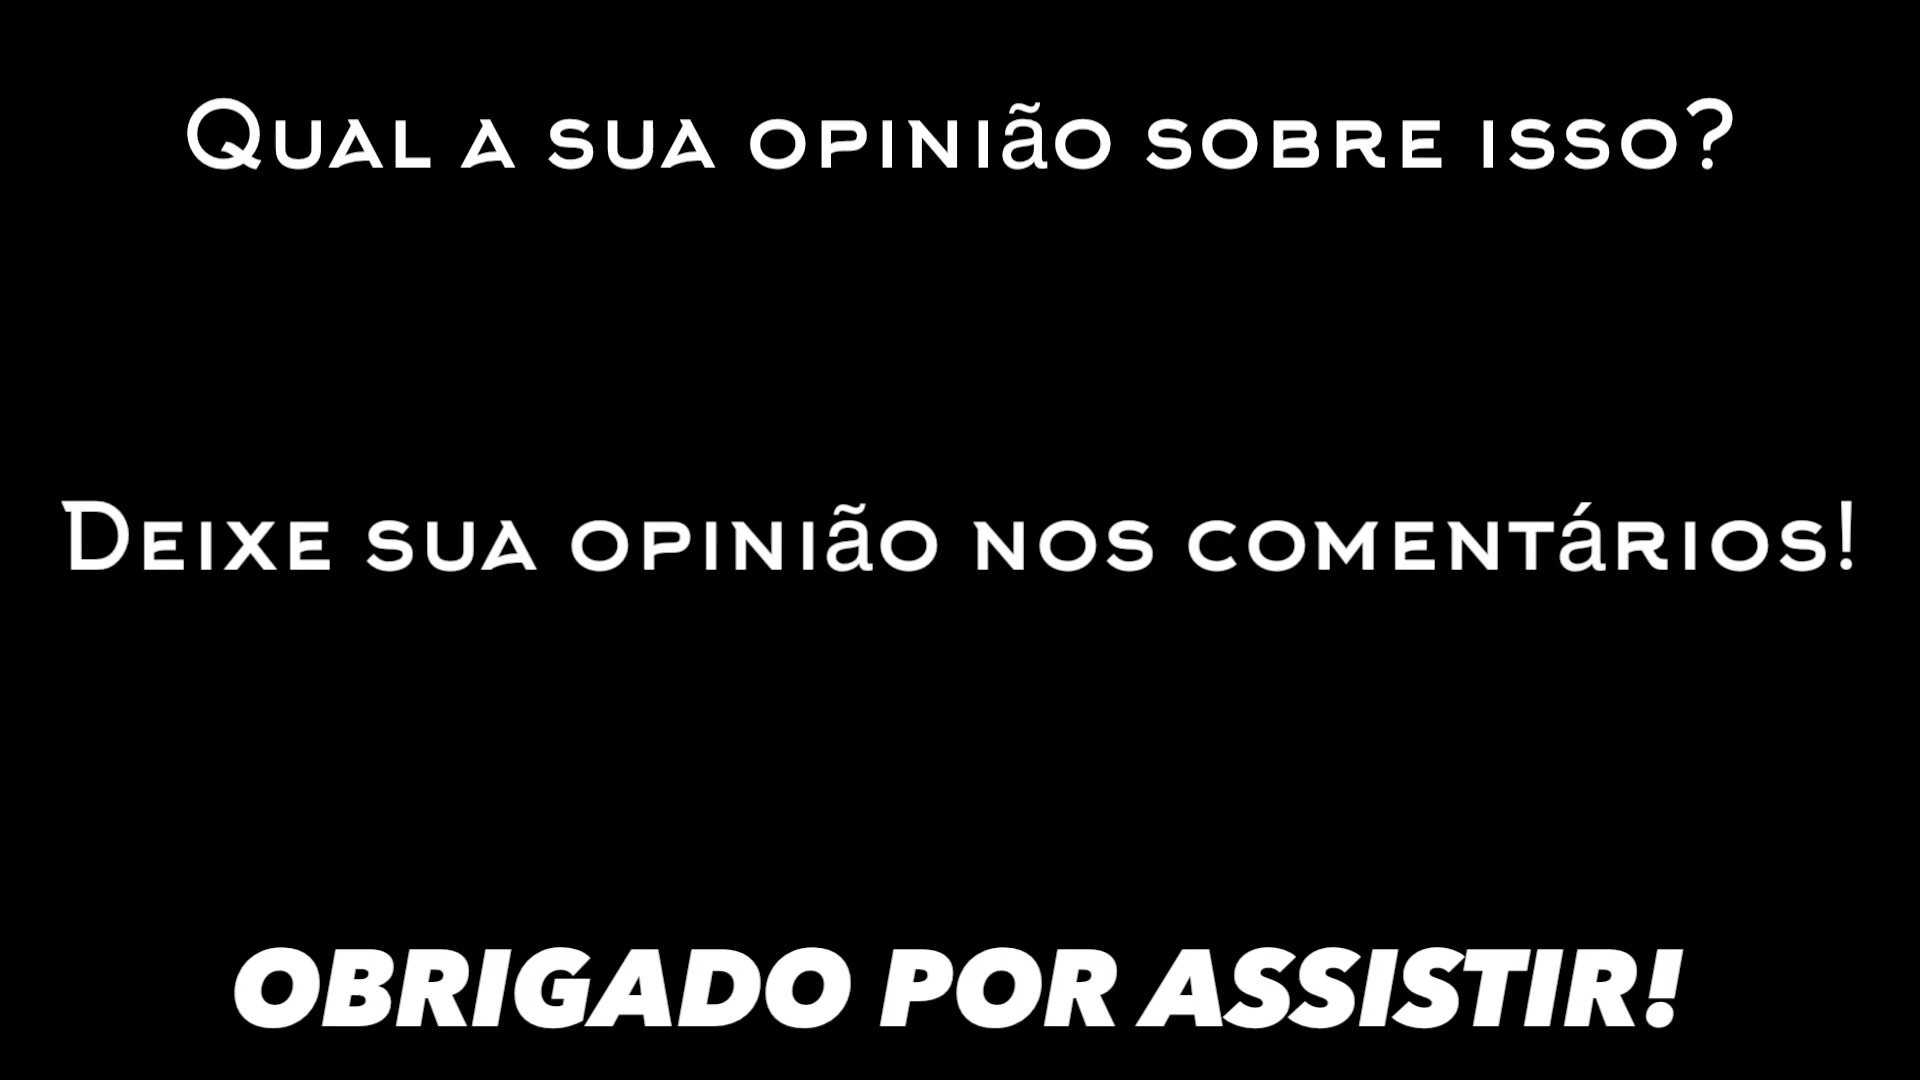 Qual a sua opinião sobre isso?
Deixe sua opinião nos comentários!
OBRIGADO POR ASSISTIR!